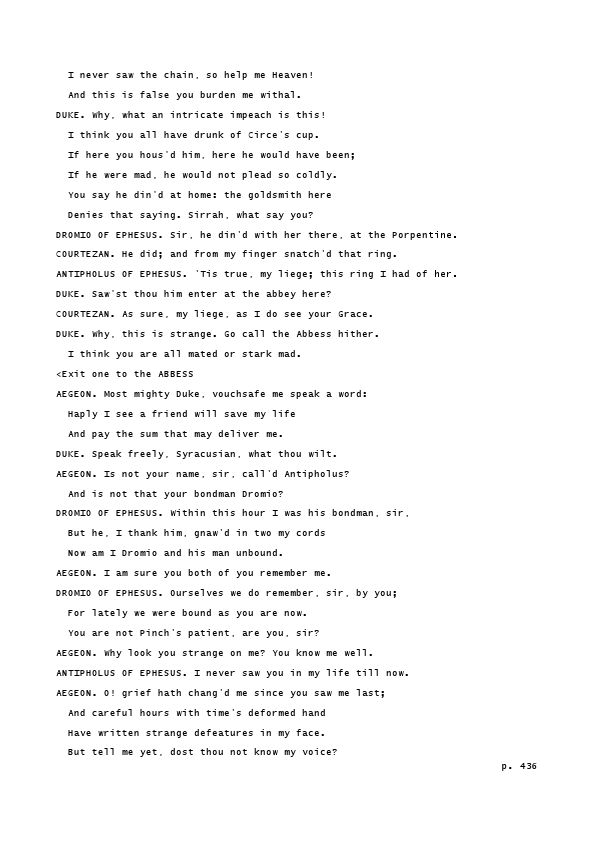 I never saw the chain, so help me Heaven!
And this is false you burden me withal.
DUKE. Why, what an intricate impeach is this!
I think you all have drunk of Circe's cup.
If here you hous'd him, here he would have been;
If he were mad, he would not plead so coldly.
You say he din'd at home: the goldsmith here
Denies that saying. Sirrah, what say you?
DROMIO OF EPHESUS. Sir, he din'd with her there, at the Porpentine.
COURTEZAN. He did; and from my finger snatch'd that ring.
ANTIPHOLUS OF EPHESUS. 'Tis true, my liege; this ring I had of her.
DUKE. Saw'st thou him enter at the abbey here?
COURTEZAN. As sure, my liege, as I do see your Grace.
DUKE. Why, this is strange. Go call the Abbess hither.
I think you are all mated or stark mad.
<Exit one to the ABBESS
AEGEON. Most mighty Duke, vouchsafe me speak a word:
Haply I see a friend will save my life
And pay the sum that may deliver me.
DUKE. Speak freely, Syracusian, what thou wilt.
AEGEON. Is not your name, sir, call'd Antipholus?
And is not that your bondman Dromio?
DROMIO OF EPHESUS. Within this hour I was his bondman, sir,
But he, I thank him, gnaw'd in two my cords
Now am I Dromio and his man unbound.
AEGEON. I am sure you both of you remember me.
DROMIO OF EPHESUS. Ourselves we do remember, sir, by you;
For lately we were bound as you are now.
You are not Pinch's patient, are you, sir?
AEGEON. Why look you strange on me? You know me well.
ANTIPHOLUS OF EPHESUS. I never saw you in my life till now.
AEGEON. O! grief hath chang'd me since you saw me last;
And careful hours with time's deformed hand
Have written strange defeatures in my face.
But tell me yet, dost thou not know my voice?
p. 436